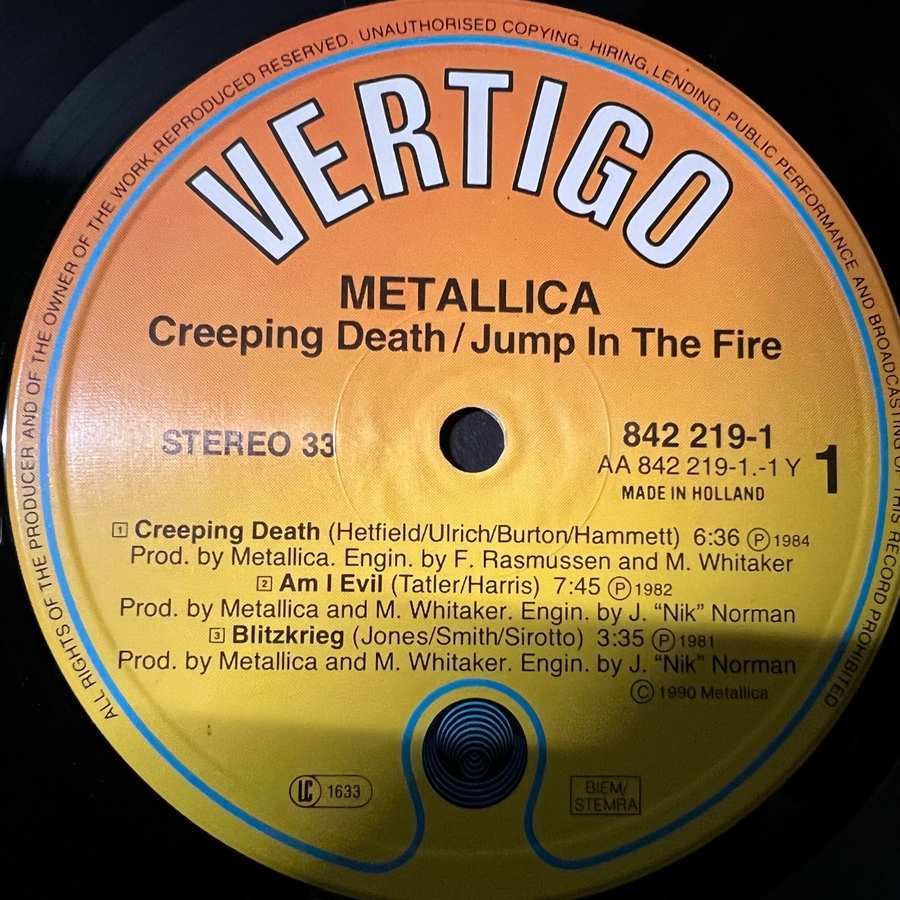 ALL RIGHTS OF THE PRODUCER AND OF THE OWNER OF THE WORK REPRODUCED RESERVED. UNAUTHORISED COPYING, HIRING, LENDING, PUBLIC PERFORMANCE AND BROADCASTING OF THIS RECORD PROHIBITED
VERTIGO
METALLICA
Creeping Death/Jump In The Fire
STEREO 33
842 219-1
AA 842 219-1.-1 Y
1
MADE IN HOLLAND
1 Creeping Death (Hetfield/Ulrich/Burton/Hammett) 6:36 Ⓟ1984
Prod. by Metallica. Engin. by F. Rasmussen and M. Whitaker
2 Am I Evil (Tatler/Harris) 7:45 Ⓟ1982
Prod. by Metallica and M. Whitaker. Engin. by J. “Nik” Norman
3 Blitzkrieg (Jones/Smith/Sirotto) 3:35 Ⓟ1981
Prod. by Metallica and M. Whitaker. Engin. by J. “Nik” Norman
© 1990 Metallica
LC 1633
BIEM/
STEMRA